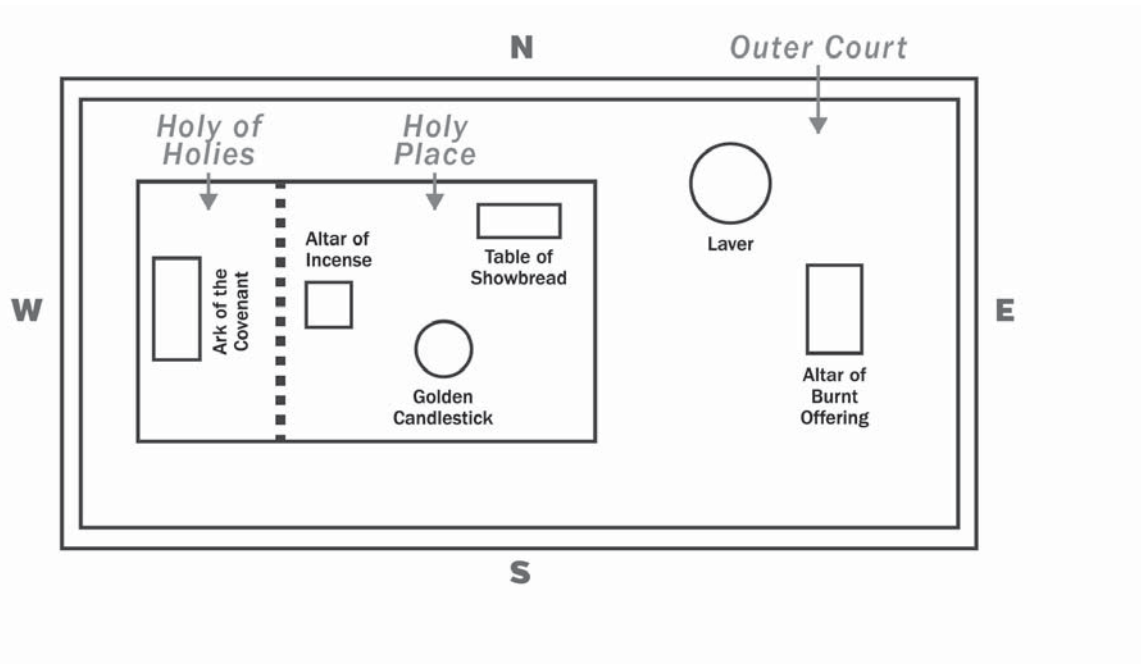 N
Outer Court
Holy of
Holies
Holy
Place
Altar of
Incense
Table of
Showbread
Laver
Ark of the
Covenant
W
E
Golden
Candlestick
Altar of
Burnt
Offering
S